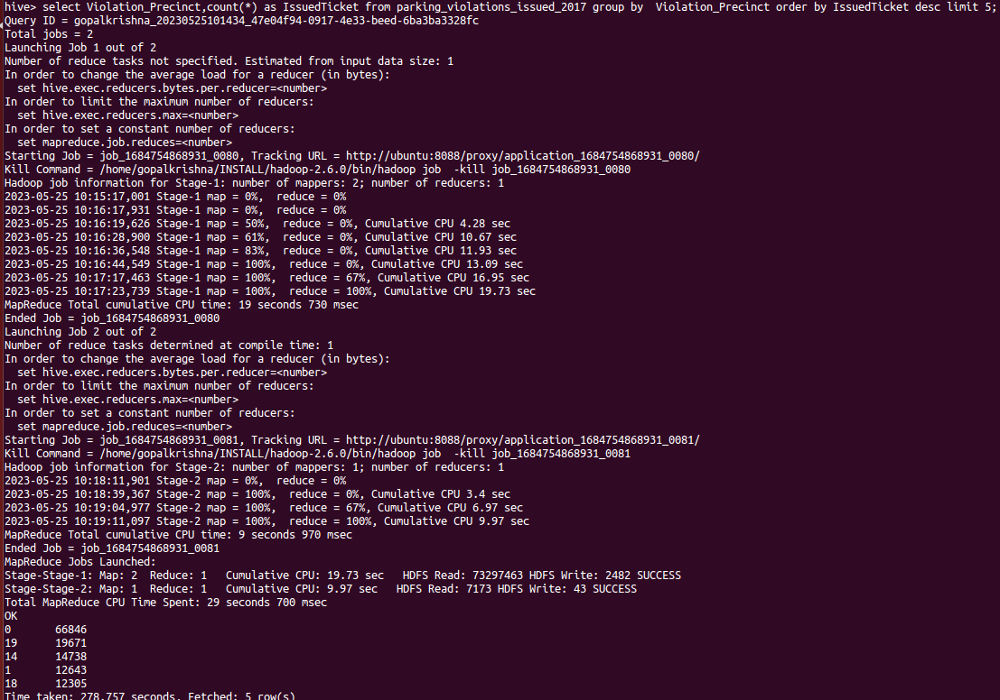 hive> select Violation_Precinct,count(*) as IssuedTicket from parking_violations_issued_2017 group by  Violation_Precinct order by IssuedTicket desc limit 5;
Query ID = gopalkrishna_20230525101434_47e04f94-0917-4e33-beed-6ba3ba3328fc
Total jobs = 2
Launching Job 1 out of 2
Number of reduce tasks not specified. Estimated from input data size: 1
In order to change the average load for a reducer (in bytes):
  set hive.exec.reducers.bytes.per.reducer=<number>
In order to limit the maximum number of reducers:
  set hive.exec.reducers.max=<number>
In order to set a constant number of reducers:
  set mapreduce.job.reduces=<number>
Starting Job = job_1684754868931_0080, Tracking URL = http://ubuntu:8088/proxy/application_1684754868931_0080/
Kill Command = /home/gopalkrishna/INSTALL/hadoop-2.6.0/bin/hadoop job  -kill job_1684754868931_0080
Hadoop job information for Stage-1: number of mappers: 2; number of reducers: 1
2023-05-25 10:15:17,001 Stage-1 map = 0%,  reduce = 0%
2023-05-25 10:16:17,931 Stage-1 map = 0%,  reduce = 0%
2023-05-25 10:16:19,626 Stage-1 map = 50%,  reduce = 0%, Cumulative CPU 4.28 sec
2023-05-25 10:16:28,900 Stage-1 map = 61%,  reduce = 0%, Cumulative CPU 10.67 sec
2023-05-25 10:16:36,548 Stage-1 map = 83%,  reduce = 0%, Cumulative CPU 11.93 sec
2023-05-25 10:16:44,549 Stage-1 map = 100%,  reduce = 0%, Cumulative CPU 13.09 sec
2023-05-25 10:17:17,463 Stage-1 map = 100%,  reduce = 67%, Cumulative CPU 16.95 sec
2023-05-25 10:17:23,739 Stage-1 map = 100%,  reduce = 100%, Cumulative CPU 19.73 sec
MapReduce Total cumulative CPU time: 19 seconds 730 msec
Ended Job = job_1684754868931_0080
Launching Job 2 out of 2
Number of reduce tasks determined at compile time: 1
In order to change the average load for a reducer (in bytes):
  set hive.exec.reducers.bytes.per.reducer=<number>
In order to limit the maximum number of reducers:
  set hive.exec.reducers.max=<number>
In order to set a constant number of reducers:
  set mapreduce.job.reduces=<number>
Starting Job = job_1684754868931_0081, Tracking URL = http://ubuntu:8088/proxy/application_1684754868931_0081/
Kill Command = /home/gopalkrishna/INSTALL/hadoop-2.6.0/bin/hadoop job  -kill job_1684754868931_0081
Hadoop job information for Stage-2: number of mappers: 1; number of reducers: 1
2023-05-25 10:18:11,901 Stage-2 map = 0%,  reduce = 0%
2023-05-25 10:18:39,367 Stage-2 map = 100%,  reduce = 0%, Cumulative CPU 3.4 sec
2023-05-25 10:19:04,977 Stage-2 map = 100%,  reduce = 67%, Cumulative CPU 6.97 sec
2023-05-25 10:19:11,097 Stage-2 map = 100%,  reduce = 100%, Cumulative CPU 9.97 sec
MapReduce Total cumulative CPU time: 9 seconds 970 msec
Ended Job = job_1684754868931_0081
MapReduce Jobs Launched:
Stage-Stage-1: Map: 2  Reduce: 1   Cumulative CPU: 19.73 sec   HDFS Read: 73297463 HDFS Write: 2482 SUCCESS
Stage-Stage-2: Map: 1  Reduce: 1   Cumulative CPU: 9.97 sec   HDFS Read: 7173 HDFS Write: 43 SUCCESS
Total MapReduce CPU Time Spent: 29 seconds 700 msec
OK
0       66846
19      19671
14      14738
1       12643
18      12305
Time taken: 278.757 seconds, Fetched: 5 row(s)